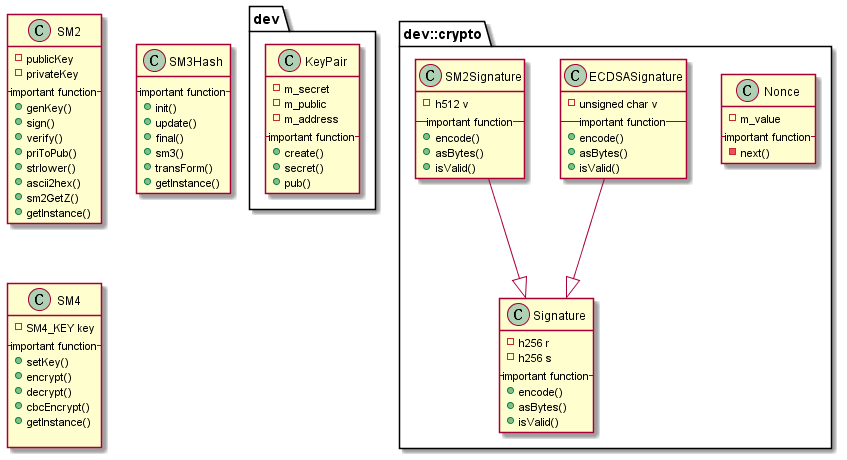 C SM2
publicKey
privateKey
important function
genKey()
sign()
verify()
priToPub()
strlower()
ascii2hex()
sm2GetZ()
getInstance()
C SM3Hash
important function
init()
update()
final()
sm3()
transForm()
getInstance()
dev
C KeyPair
m_secret
m_public
m_address
important function
create()
secret()
pub()
dev::crypto
C SM2Signature
h512 v
important function
encode()
asBytes()
isValid()
C ECDSASignature
unsigned char v
important function
encode()
asBytes()
isValid()
C Nonce
m_value
important function
next()
C SM4
SM4_KEY key
important function
setKey()
encrypt()
decrypt()
cbcEncrypt()
getInstance()
C Signature
h256 r
h256 s
important function
encode()
asBytes()
isValid()